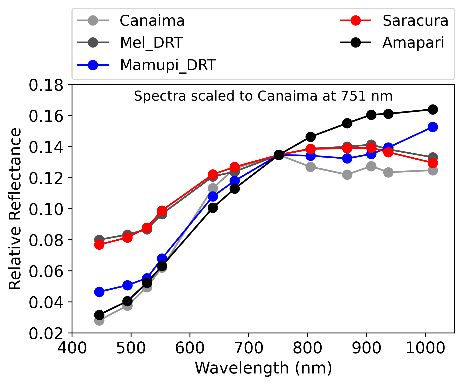 Canaima
Mel_DRT
Mamupi_DRT
Saracura
Amapari
Spectra scaled to Canaima at 751 nm
0.18
0.16
0.14
0.12
0.10
0.08
0.06
0.04
0.02
Relative Reflectance
400
500
600
700
800
900
1000
Wavelength (nm)